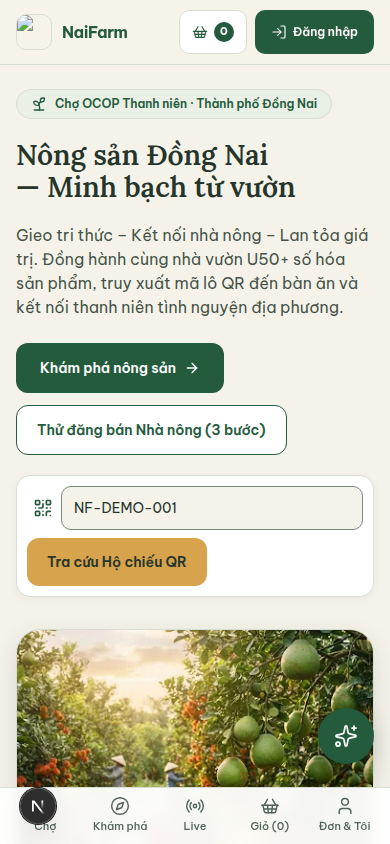 NaiFarm
0
Đăng nhập
Chợ OCOP Thanh niên · Thành phố Đồng Nai
Nông sản Đồng Nai
— Minh bạch từ vườn
Gieo tri thức – Kết nối nhà nông – Lan tỏa giá
trị. Đồng hành cùng nhà vườn U50+ số hóa
sản phẩm, truy xuất mã lô QR đến bàn ăn và
kết nối thanh niên tình nguyện địa phương.
Khám phá nông sản →
Thử đăng bán Nhà nông (3 bước)
NF-DEMO-001
Tra cứu Hộ chiếu QR
N
Chợ
Khám phá
Live
Giỏ (0)
Đơn & Tôi